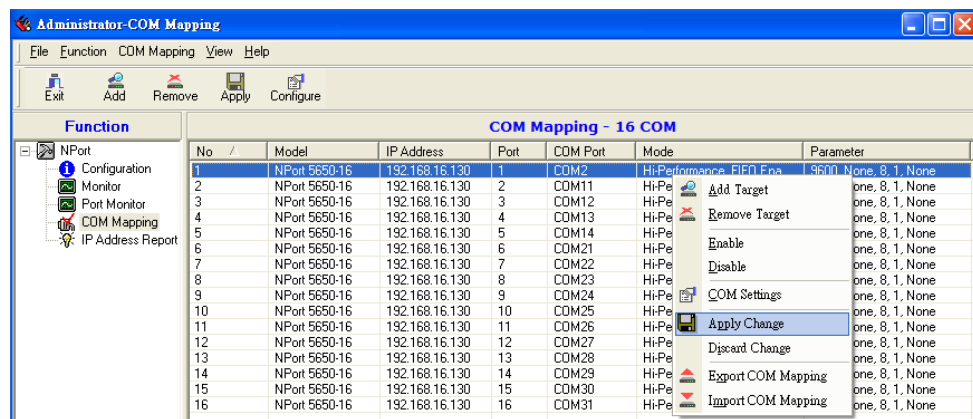 Administrator-COM Mapping
File Function COM Mapping View Help
Exit Add Remove Apply Configure
Function
COM Mapping - 16 COM
NPort
Configuration
Monitor
Port Monitor
COM Mapping
IP Address Report
No Model IP Address Port COM Port Mode Parameter
1 NPort 5650-16 192.168.16.130 1 COM2 Hi-Performance, FIFO Ena... 9600, None, 8, 1, None
2 NPort 5650-16 192.168.16.130 2 COM11 Hi-Pe one, 8, 1, None
3 NPort 5650-16 192.168.16.130 3 COM12 Hi-Pe one, 8, 1, None
4 NPort 5650-16 192.168.16.130 4 COM13 Hi-Pe one, 8, 1, None
5 NPort 5650-16 192.168.16.130 5 COM14 Hi-Pe one, 8, 1, None
6 NPort 5650-16 192.168.16.130 6 COM21 Hi-Pe one, 8, 1, None
7 NPort 5650-16 192.168.16.130 7 COM22 Hi-Pe one, 8, 1, None
8 NPort 5650-16 192.168.16.130 8 COM23 Hi-Pe one, 8, 1, None
9 NPort 5650-16 192.168.16.130 9 COM24 Hi-Pe one, 8, 1, None
10 NPort 5650-16 192.168.16.130 10 COM25 Hi-Pe one, 8, 1, None
11 NPort 5650-16 192.168.16.130 11 COM26 Hi-Pe one, 8, 1, None
12 NPort 5650-16 192.168.16.130 12 COM27 Hi-Pe one, 8, 1, None
13 NPort 5650-16 192.168.16.130 13 COM28 Hi-Pe one, 8, 1, None
14 NPort 5650-16 192.168.16.130 14 COM29 Hi-Pe one, 8, 1, None
15 NPort 5650-16 192.168.16.130 15 COM30 Hi-Pe one, 8, 1, None
16 NPort 5650-16 192.168.16.130 16 COM31 Hi-Pe one, 8, 1, None
Add Target
Remove Target
Enable
Disable
COM Settings
Apply Change
Discard Change
Export COM Mapping
Import COM Mapping